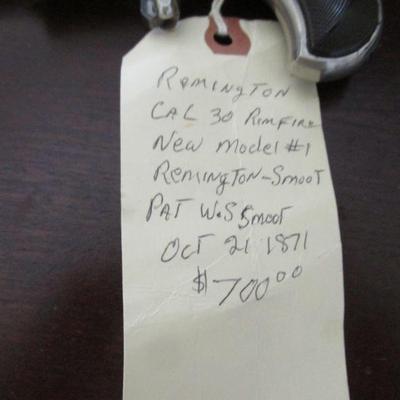 Remington
CAL 30 Rimfire
New Model #1
Remington-Smoot
PAT W.S Smoot
Oct 21 1871
$700.00